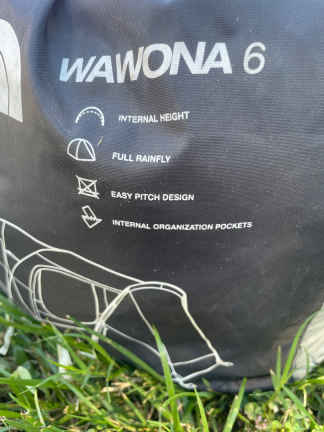 WAWONA 6
INTERNAL HEIGHT
FULL RAINFLY
EASY PITCH DESIGN
INTERNAL ORGANIZATION POCKETS